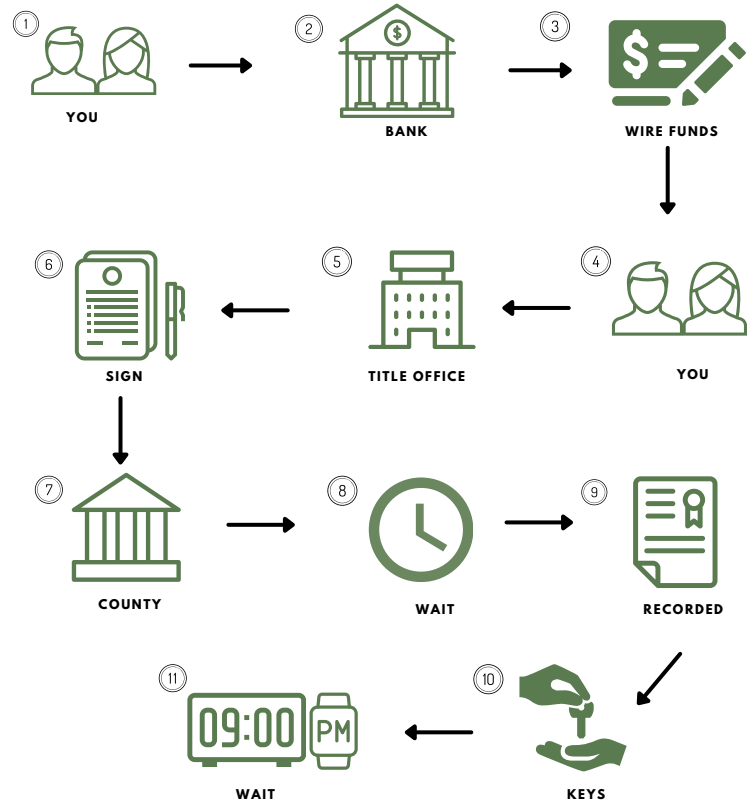 1
YOU
2
$
BANK
3
$
WIRE FUNDS
4
YOU
5
TITLE OFFICE
6
SIGN
7
COUNTY
8
WAIT
9
RECORDED
10
KEYS
11
09:00 PM
WAIT